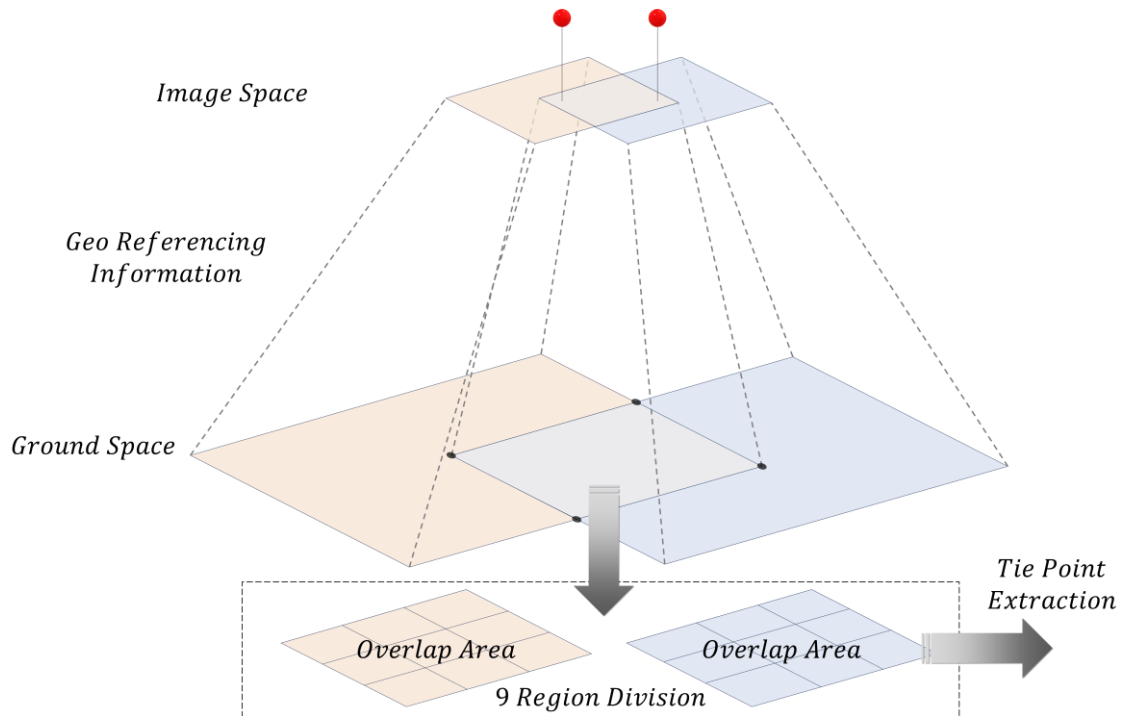 Image Space
Geo Referencing
Information
Ground Space
Tie Point
Extraction
Overlap Area
Overlap Area
9 Region Division